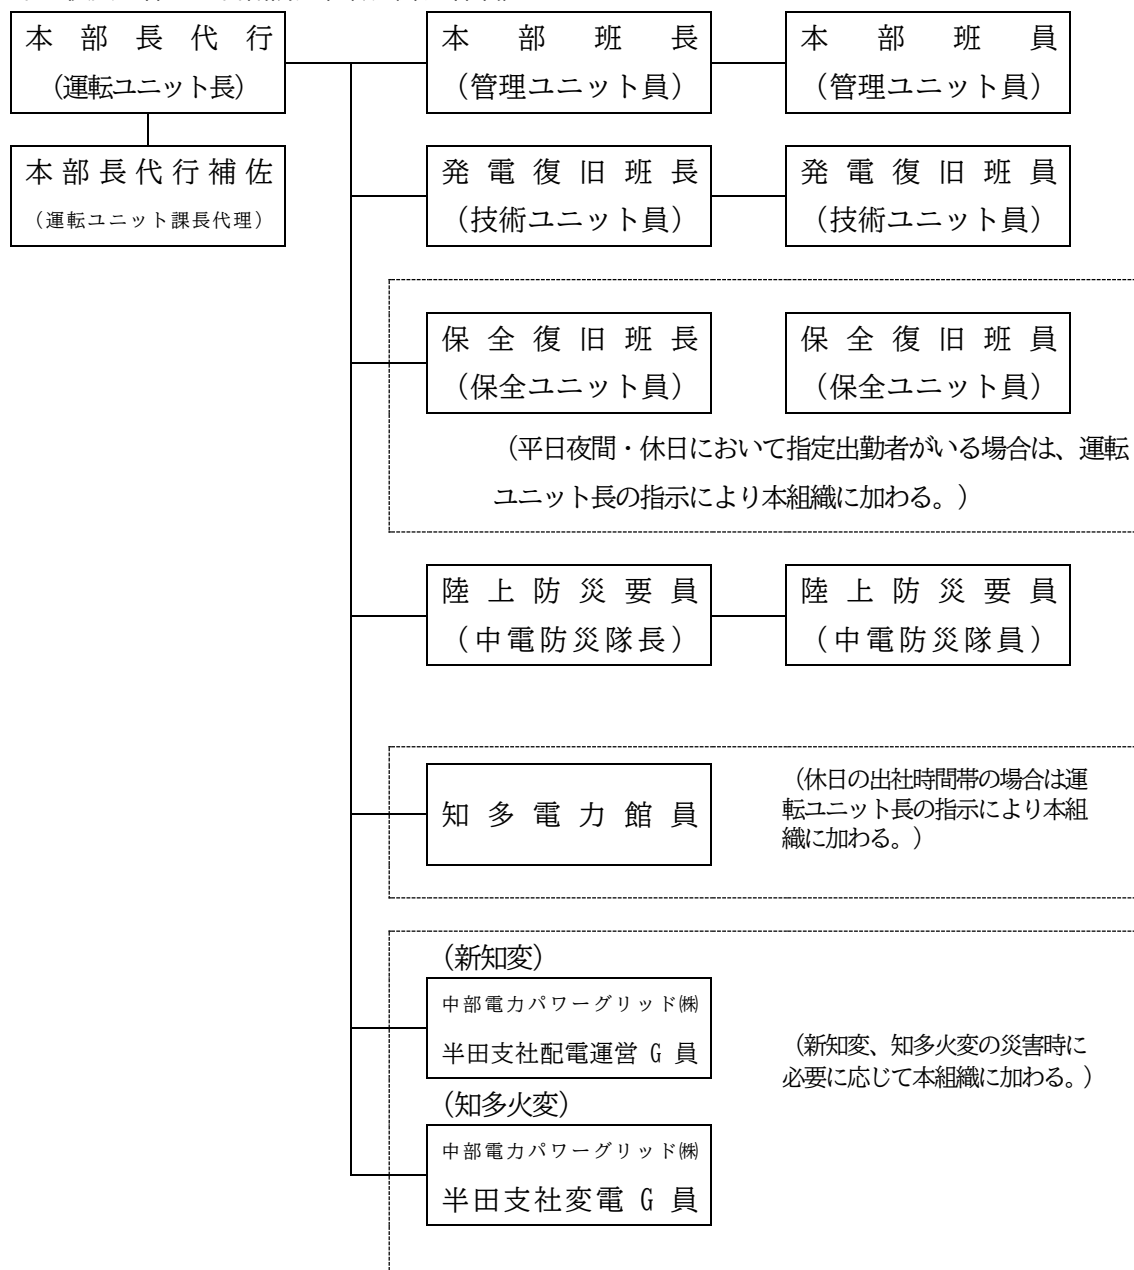 本部長代行
（運転ユニット長）
本部班長
（管理ユニット員）
本部班員
（管理ユニット員）
本部長代行補佐
（運転ユニット課長代理）
発電復旧班長
（技術ユニット員）
発電復旧班員
（技術ユニット員）
保全復旧班長
（保全ユニット員）
保全復旧班員
（保全ユニット員）
（平日夜間・休日において指定出勤者がいる場合は、運転
ユニット長の指示により本組織に加わる。）
陸上防災要員
（中電防災隊長）
陸上防災要員
（中電防災隊員）
知多電力館員
（休日の出社時間帯の場合は運
転ユニット長の指示により本組
織に加わる。）
（新知変）
中部電力パワーグリッド㈱
半田支社配電運営 G 員
（新知変、知多火変の災害時に
必要に応じて本組織に加わる。）
（知多火変）
中部電力パワーグリッド㈱
半田支社変電 G 員